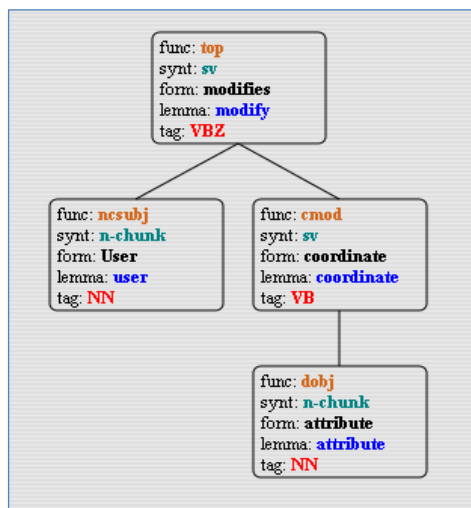 func: top
synt: sv
form: modifies
lemma: modify
tag: VBZ
func: ncsubj
synt: n-chunk
form: User
lemma: user
tag: NN
func: cmod
synt: sv
form: coordinate
lemma: coordinate
tag: VB
func: dobj
synt: n-chunk
form: attribute
lemma: attribute
tag: NN